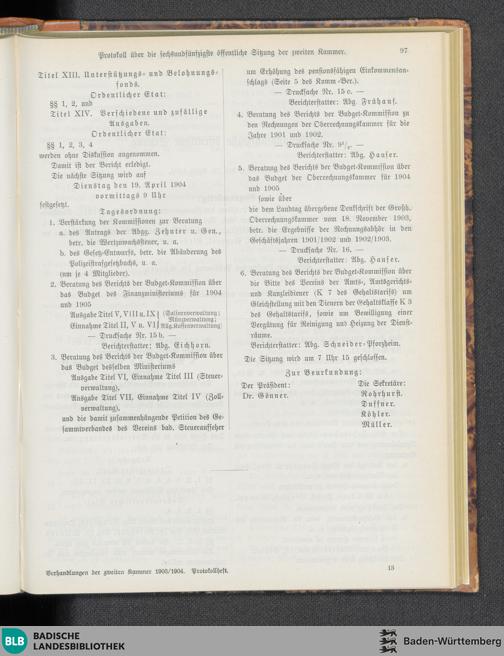 Protokoll über die sechsundfünfzigste öffentliche Sitzung der zweiten Kammer. 97
Titel XIII. Unterstützungs- und Belohnungs-
fonds.
Ordentlicher Etat:
§§ 1, 2, und
Titel XIV. Verschiedene und zufällige
Ausgaben.
Ordentlicher Etat:
§§ 1, 2, 3, 4
werden ohne Diskussion angenommen.
Damit ist der Bericht erledigt.
Die nächste Sitzung wird auf
Dienstag den 19. April 1904
vormittags 9 Uhr
festgesetzt.
Tagesordnung:
1. Verstärkung der Kommissionen zur Beratung
a. des Antrags der Abgg. Zehnter u. Gen.,
betr. die Wertzuwachssteuer, u. a.
b. des Gesetz-Entwurfs, betr. die Abänderung des
Polizeistrafgesetzbuchs, u. a.
(um je 4 Mitglieder).
2. Beratung des Berichts der Budget-Kommission über
das Budget des Finanzministeriums für 1904
und 1905
Ausgabe Titel V, VIII u. IX (Salinenverwaltung;
Münzverwaltung;
Einnahme Titel II, V u. VI Allg. Kassenverwaltung
— Drucksache Nr. 15 b. —
Berichterstatter: Abg. Eichhorn.
3. Beratung des Berichts der Budget-Kommission über
das Budget desselben Ministeriums
Ausgabe Titel VI, Einnahme Titel III (Steuer-
verwaltung),
Ausgabe Titel VII, Einnahme Titel IV (Zoll-
verwaltung),
und die damit zusammenhängende Petition des Ge-
samtverbandes des Vereins bad. Steueraufseher
um Erhöhung des pensionsfähigen Einkommensan-
schlags (Seite 5 des Komm.-Ber.).
— Drucksache Nr. 15 c. —
Berichterstatter: Abg. Frühauf.
4. Beratung des Berichts der Budget-Kommission zu
den Rechnungen der Oberrechnungskammer für die
Jahre 1901 und 1902.
— Drucksache Nr. —
Berichterstatter: Abg. Hauser.
5. Beratung des Berichts der Budget-Kommission über
das Budget der Oberrechnungskammer für 1904
und 1905
sowie über
die dem Landtag übergebene Denkschrift der Großh.
Oberrechnungskammer vom 18. November 1903,
betr. die Ergebnisse der Rechnungsabhör in den
Geschäftsjahren 1901/1902 und 1902/1903.
— Drucksache Nr. 16, —
Berichterstatter: Abg. Hauser.
6. Beratung des Berichts der Budget-Kommission über
die Bitte des Vereins der Amts-, Amtsgerichts-
und Kanzleidiener (K 7 des Gehaltstarifs) um
Gleichstellung mit den Dienern der Gehaltsklasse K 3
des Gehaltstarifs, sowie um Bewilligung einer
Vergütung für Reinigung und Heizung der Dienst-
räume.
Berichterstatter: Abg. Schneider-Pforzheim.
Die Sitzung wird um 7 Uhr 15 geschlossen.
Zur Beurkundung:
Der Präsident: Die Sekretäre:
Dr. Gönner. Rohrhurst.
Duffner.
Köhler.
Müller.
Verhandlungen der zweiten Kammer 1903/1904. Protokollheft. 13
BLB BADISCHE
LANDESBIBLIOTHEK
Baden-Württemberg